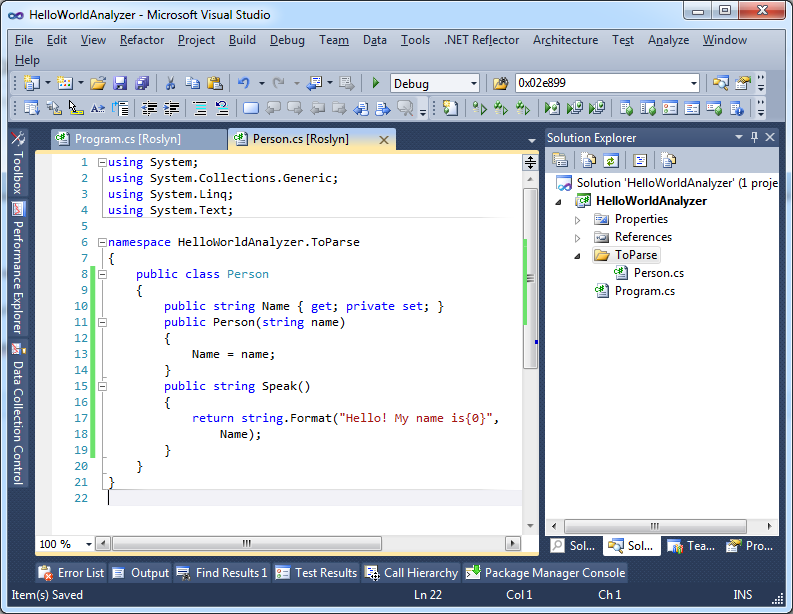 HelloWorldAnalyzer - Microsoft Visual Studio
File Edit View Refactor Project Build Debug Team Data Tools .NET Reflector Architecture Test Analyze Window
Help
Debug 0x02e899
Toolbox
Performance Explorer
Data Collection Control
Program.cs [Roslyn] Person.cs [Roslyn]
1 using System;
2 using System.Collections.Generic;
3 using System.Linq;
4 using System.Text;
5
6 namespace HelloWorldAnalyzer.ToParse
7 {
8 public class Person
9 {
10 public string Name { get; private set; }
11 public Person(string name)
12 {
13 Name = name;
14 }
15 public string Speak()
16 {
17 return string.Format("Hello! My name is{0}",
18 Name);
19 }
20 }
21 }
22
100 %
Solution Explorer
Solution 'HelloWorldAnalyzer' (1 proje
HelloWorldAnalyzer
Properties
References
ToParse
Person.cs
Program.cs
Sol... Sol... Tea... Pro...
Error List Output Find Results 1 Test Results Call Hierarchy Package Manager Console
Item(s) Saved Ln 22 Col 1 Ch 1 INS